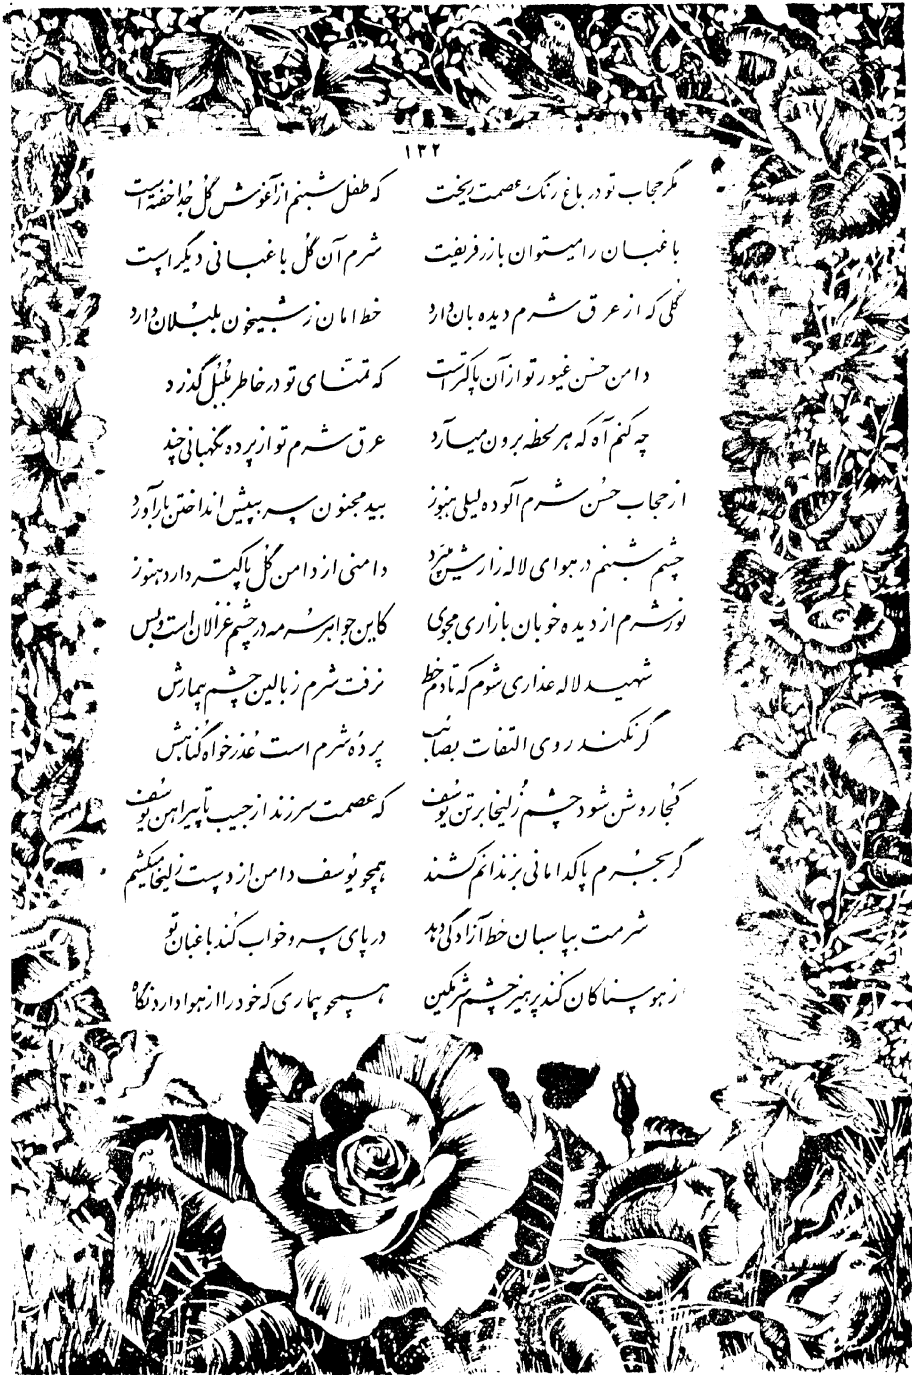 ۱۳۲
مگر حجاب تو در باغ رنگ عصمت ریخت که طفل شبنم از آغوش گل جدا خفته است
باغبان را میتوان بازر فریفت شرم آن گل باغبانی دیگر است
گلی که از عرق شرم دیده بان دارد خط امان ز شبیخون بلبلان دارد
دامن حسن غیور تو از آن پاکتر است که تمنای تو در خاطر بلبل گذرد
چه کنم آه که هر لحظه برون میآرد عرق شرم تو از پرده نگهبانی چند
از حجاب حسن شرم آلوده لیلی هنوز بید مجنون سر بپیش انداختن بار آورد
چشم شبنم در هوای لاله زارش میپرد دامنی از دامن گل پاکتر دارد هنوز
نور شرم از دیده خوبان بازاری مجوی کاین جواهر سرمه در چشم غزالان است و بس
شهید لاله عذاری شوم که تا دم خط نرفت شرم ز بالین چشم بیمارش
گر نکند روی التفات بصائب پرده شرم است عذر خواه گناهش
کجا روشن شود چشم زلیخا بر تن یوسف که عصمت سر زند از جیب تا پیراهن یوسف
گر بجرم پاکدامانی بزندانم کشند همچو یوسف دامن از دست زلیخا میکشم
شرمت بپاسبان خط آزادگی دهد در پای سرو خواب کند باغبان تو
از هوسناکان کند پرهیز چشم شرمگین همچو بیماری که خود را از هوا دارد نگاه